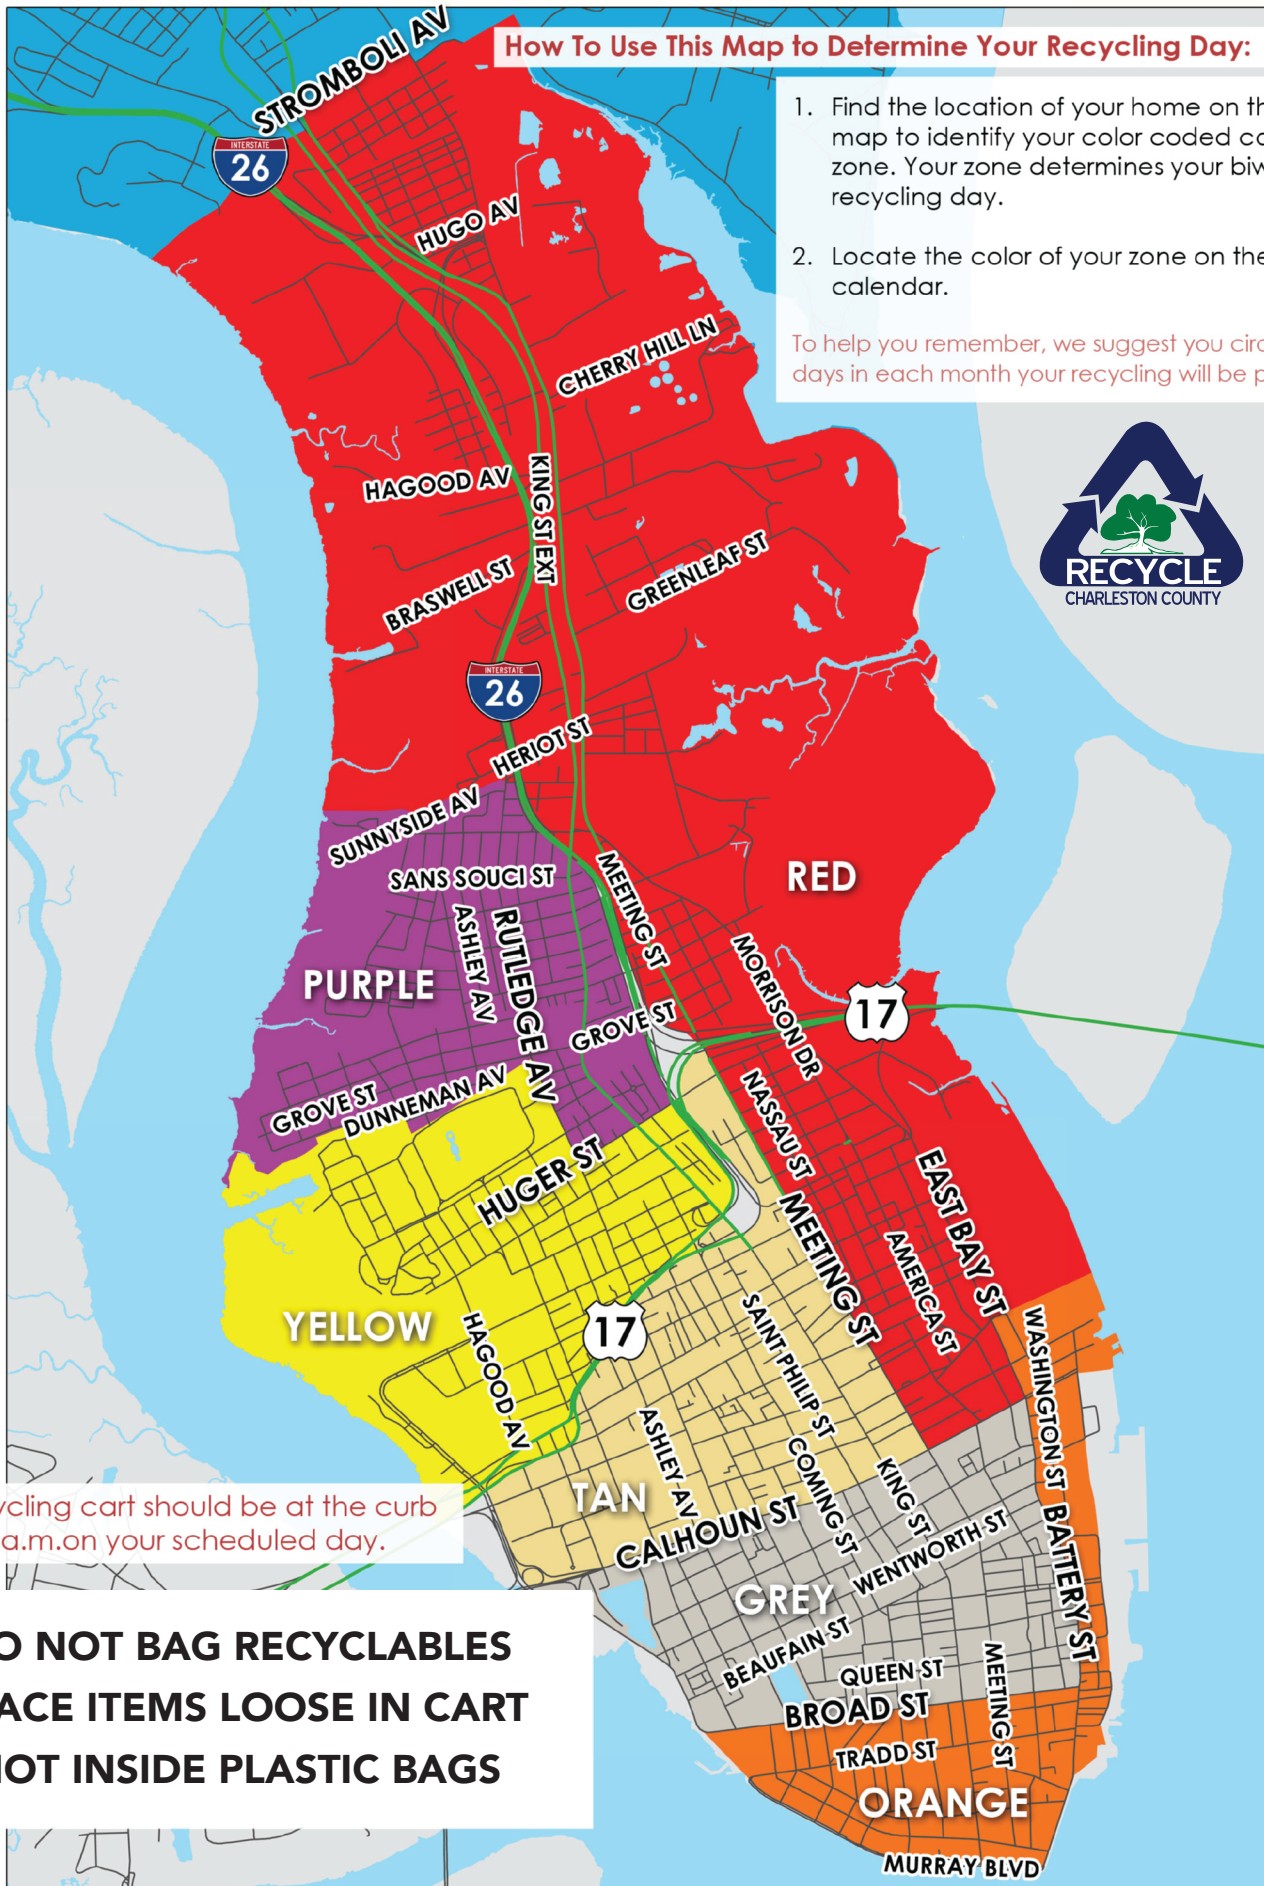 How To Use This Map to Determine Your Recycling Day:
1. Find the location of your home on th
map to identify your color coded co
zone. Your zone determines your biw
recycling day.
2. Locate the color of your zone on the
calendar.
To help you remember, we suggest you circ
days in each month your recycling will be p
STROMBOLI AV
INTERSTATE
26
HUGO AV
CHERRY HILL LN
HAGOOD AV
KING ST EXT
RECYCLE
CHARLESTON COUNTY
BRASWELL ST
GREENLEAF ST
INTERSTATE
26
HERIOT ST
SUNNYSIDE AV
SANS SOUCI ST
MEETING ST
RED
ASHLEY AV
RUTLEDGE AV
PURPLE
MORRISON DR
17
GROVE ST
GROVE ST
DUNNEMAN AV
NASSAU ST
HUGER ST
EAST BAY ST
MEETING ST
AMERICA ST
YELLOW
HAGOOD AV
17
SAINT PHILIP ST
WASHINGTON ST
ASHLEY AV
COMING ST
KING ST
TAN
CALHOUN ST
WENTWORTH ST
BATTERY ST
ycling cart should be at the curb
a.m.on your scheduled day.
GREY
BEAUFAIN ST
QUEEN ST
MEETING ST
BROAD ST
TRADD ST
ORANGE
MURRAY BLVD
O NOT BAG RECYCLABLES
ACE ITEMS LOOSE IN CART
NOT INSIDE PLASTIC BAGS